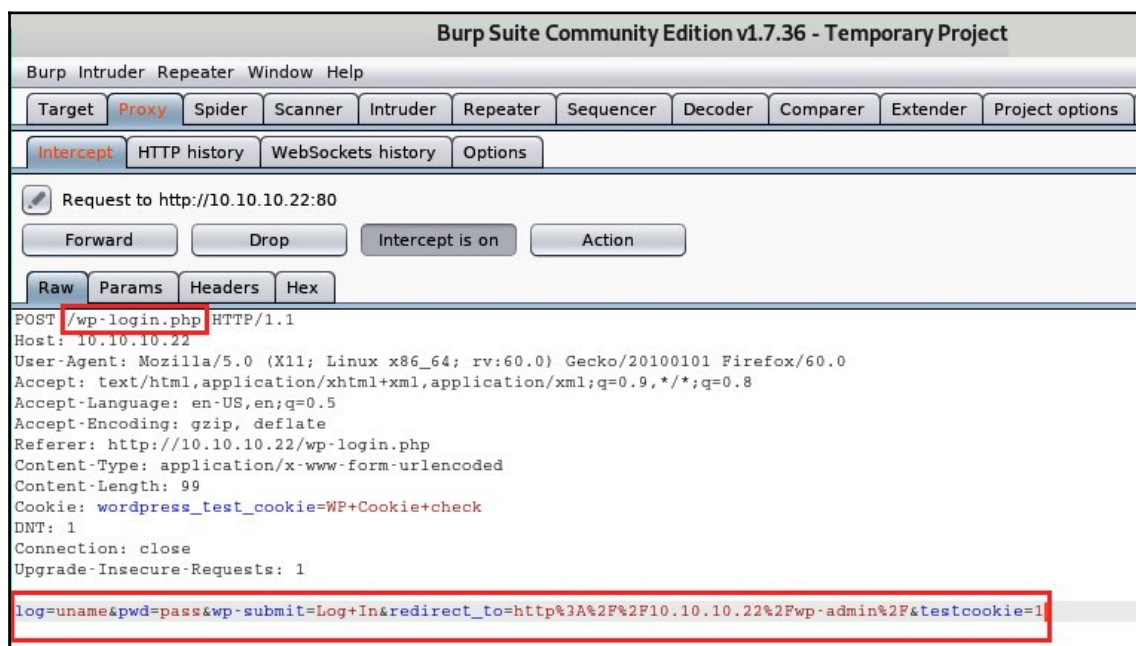 Burp Suite Community Edition v1.7.36 - Temporary Project
Burp Intruder Repeater Window Help
Target Proxy Spider Scanner Intruder Repeater Sequencer Decoder Comparer Extender Project options
Intercept HTTP history WebSockets history Options
Request to http://10.10.10.22:80
Forward Drop Intercept is on Action
Raw Params Headers Hex
POST /wp-login.php HTTP/1.1
Host: 10.10.10.22
User-Agent: Mozilla/5.0 (X11; Linux x86_64; rv:60.0) Gecko/20100101 Firefox/60.0
Accept: text/html,application/xhtml+xml,application/xml;q=0.9,*/*;q=0.8
Accept-Language: en-US,en;q=0.5
Accept-Encoding: gzip, deflate
Referer: http://10.10.10.22/wp-login.php
Content-Type: application/x-www-form-urlencoded
Content-Length: 99
Cookie: wordpress_test_cookie=WP+Cookie+check
DNT: 1
Connection: close
Upgrade-Insecure-Requests: 1
log=uname&pwd=pass&wp-submit=Log+In&redirect_to=http%3A%2F%2F10.10.10.22%2Fwp-admin%2F&testcookie=1